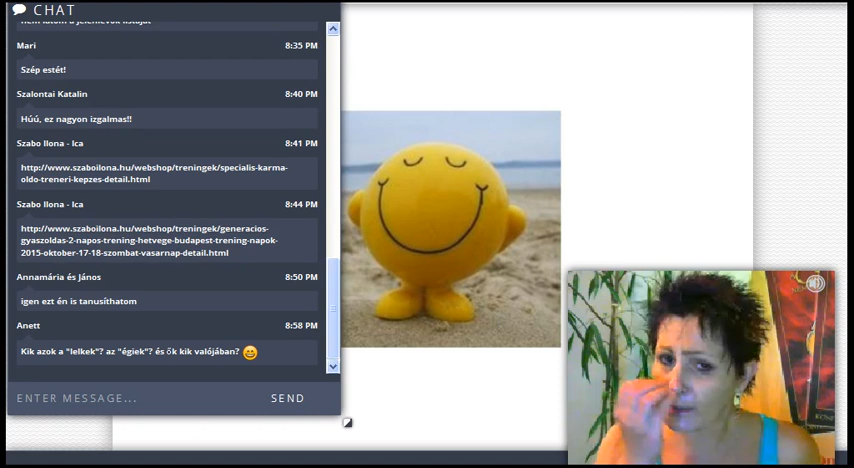 CHAT
nem látom a jelenlévők listáját
Mari 8:35 PM
Szép estét!
Szalontai Katalin 8:40 PM
Húú, ez nagyon izgalmas!!
Szabo Ilona - Ica 8:41 PM
http://www.szaboilona.hu/webshop/treningek/specialis-karma-
oldo-treneri-kepzes-detail.html
Szabo Ilona - Ica 8:44 PM
http://www.szaboilona.hu/webshop/treningek/generacios-
gyaszoldas-2-napos-trening-hetvege-budapest-trening-napok-
2015-oktober-17-18-szombat-vasarnap-detail.html
Annamária és János 8:50 PM
igen ezt én is tanusíthatom
Anett 8:58 PM
Kik azok a "lelkek"? az "égiek"? és ők kik valójában?
ENTER MESSAGE... SEND